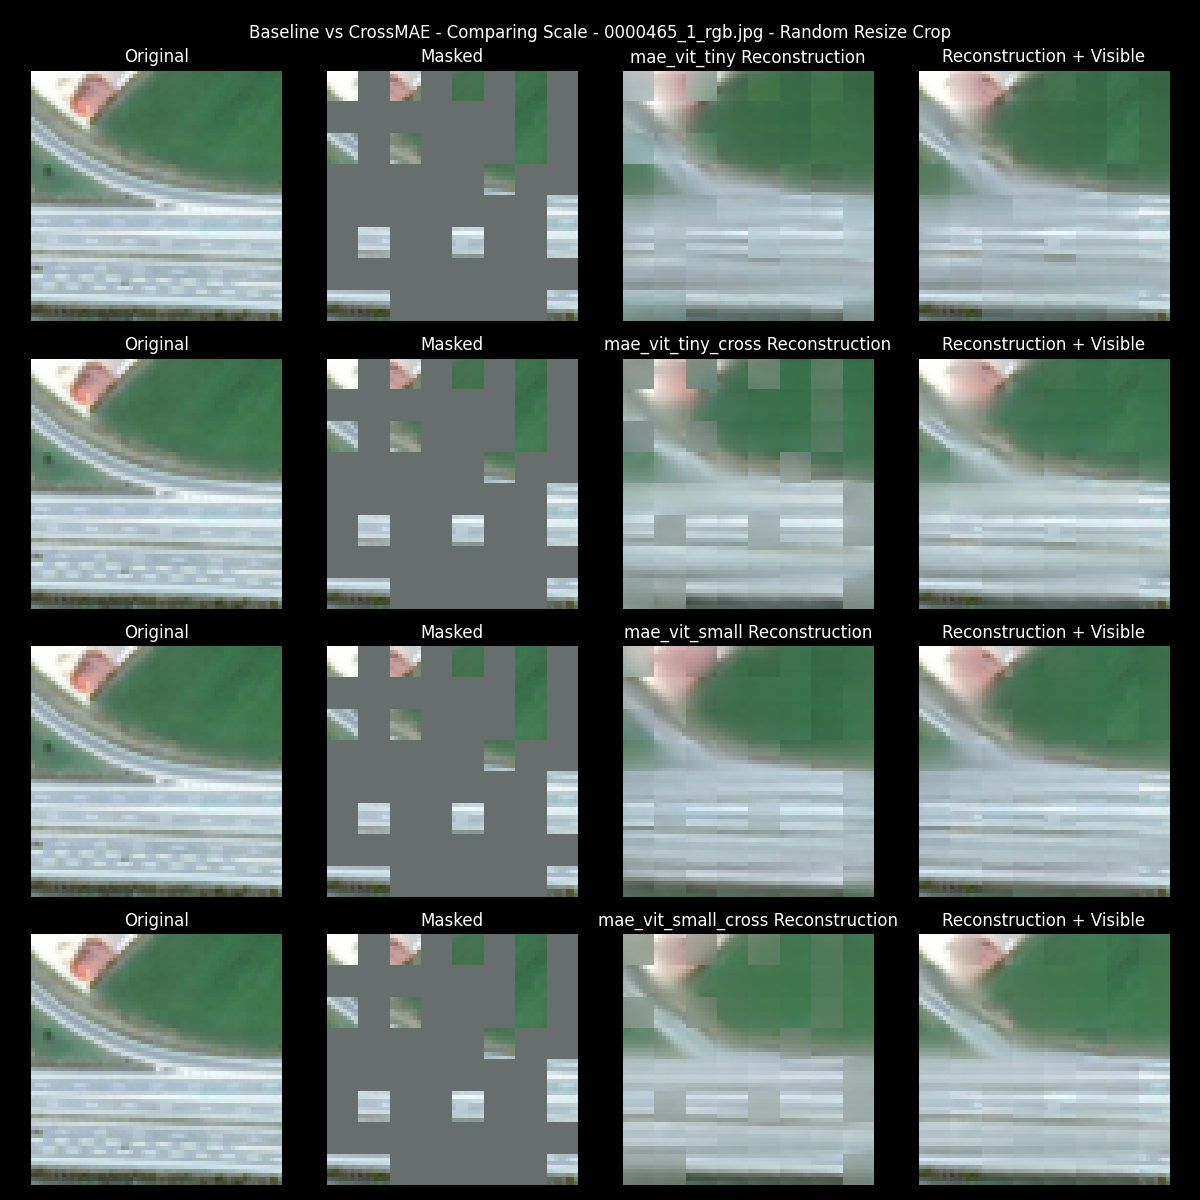 Baseline vs CrossMAE - Comparing Scale - 0000465_1_rgb.jpg - Random Resize Crop
Original Masked mae_vit_tiny Reconstruction Reconstruction + Visible
Original Masked mae_vit_tiny_cross Reconstruction Reconstruction + Visible
Original Masked mae_vit_small Reconstruction Reconstruction + Visible
Original Masked mae_vit_small_cross Reconstruction Reconstruction + Visible